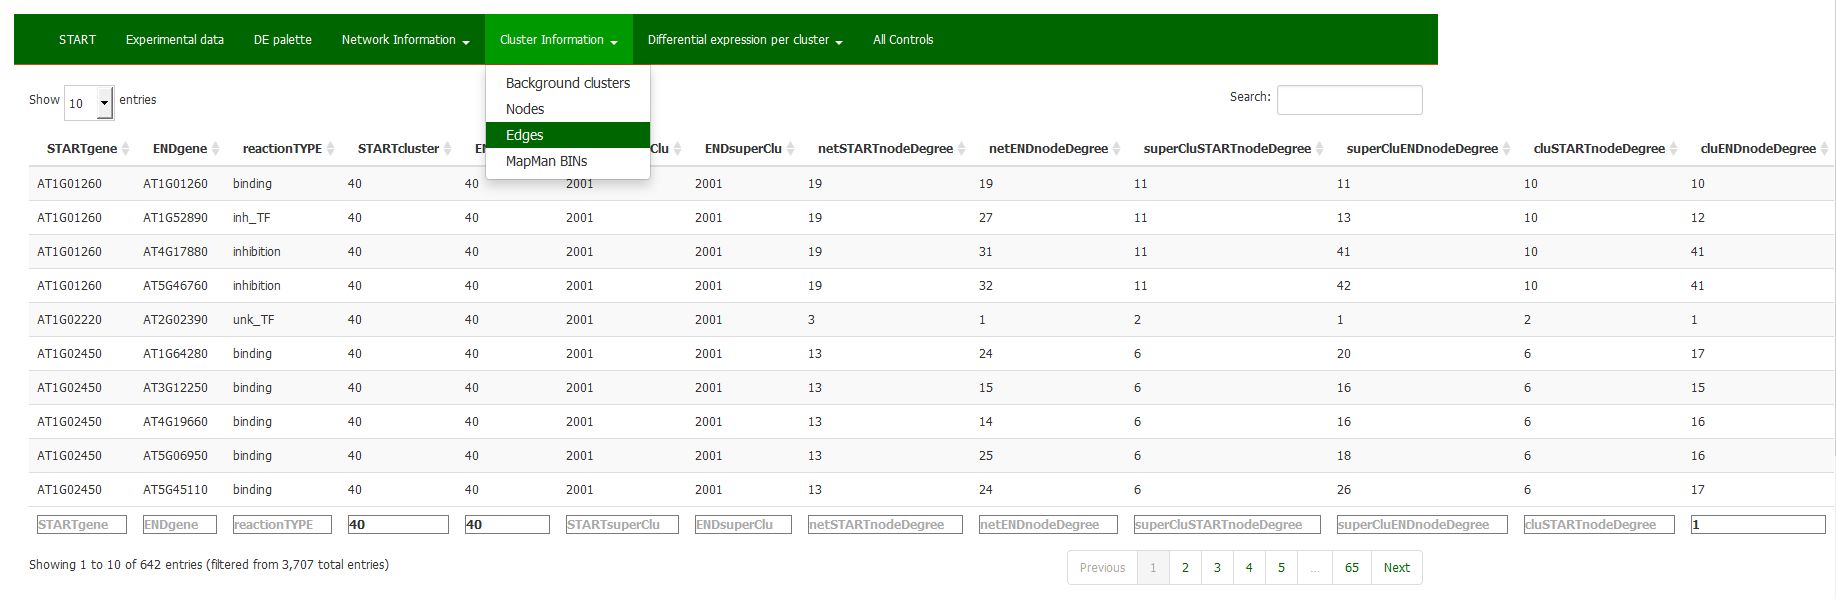 START Experimental data DE palette Network Information Cluster Information Differential expression per cluster All Controls
Background clusters
Nodes
Edges
MapMan BINs
Show 10 entries Search:
STARTgene ENDgene reactionTYPE STARTcluster EN Clu ENDsuperClu netSTARTnodeDegree netENDnodeDegree superCluSTARTnodeDegree superCluENDnodeDegree cluSTARTnodeDegree cluENDnodeDegree
AT1G01260 AT1G01260 binding 40 40 2001 2001 19 19 11 11 10 10
AT1G01260 AT1G52890 inh_TF 40 40 2001 2001 19 27 11 13 10 12
AT1G01260 AT4G17880 inhibition 40 40 2001 2001 19 31 11 41 10 41
AT1G01260 AT5G46760 inhibition 40 40 2001 2001 19 32 11 42 10 41
AT1G02220 AT2G02390 unk_TF 40 40 2001 2001 3 1 2 1 2 1
AT1G02450 AT1G64280 binding 40 40 2001 2001 13 24 6 20 6 17
AT1G02450 AT3G12250 binding 40 40 2001 2001 13 15 6 16 6 15
AT1G02450 AT4G19660 binding 40 40 2001 2001 13 14 6 16 6 16
AT1G02450 AT5G06950 binding 40 40 2001 2001 13 25 6 18 6 16
AT1G02450 AT5G45110 binding 40 40 2001 2001 13 24 6 26 6 17
STARTgene ENDgene reactionTYPE 40 40 STARTsuperClu ENDsuperClu netSTARTnodeDegree netENDnodeDegree superCluSTARTnodeDegree superCluENDnodeDegree cluSTARTnodeDegree 1
Showing 1 to 10 of 642 entries (filtered from 3,707 total entries) Previous 1 2 3 4 5 ... 65 Next